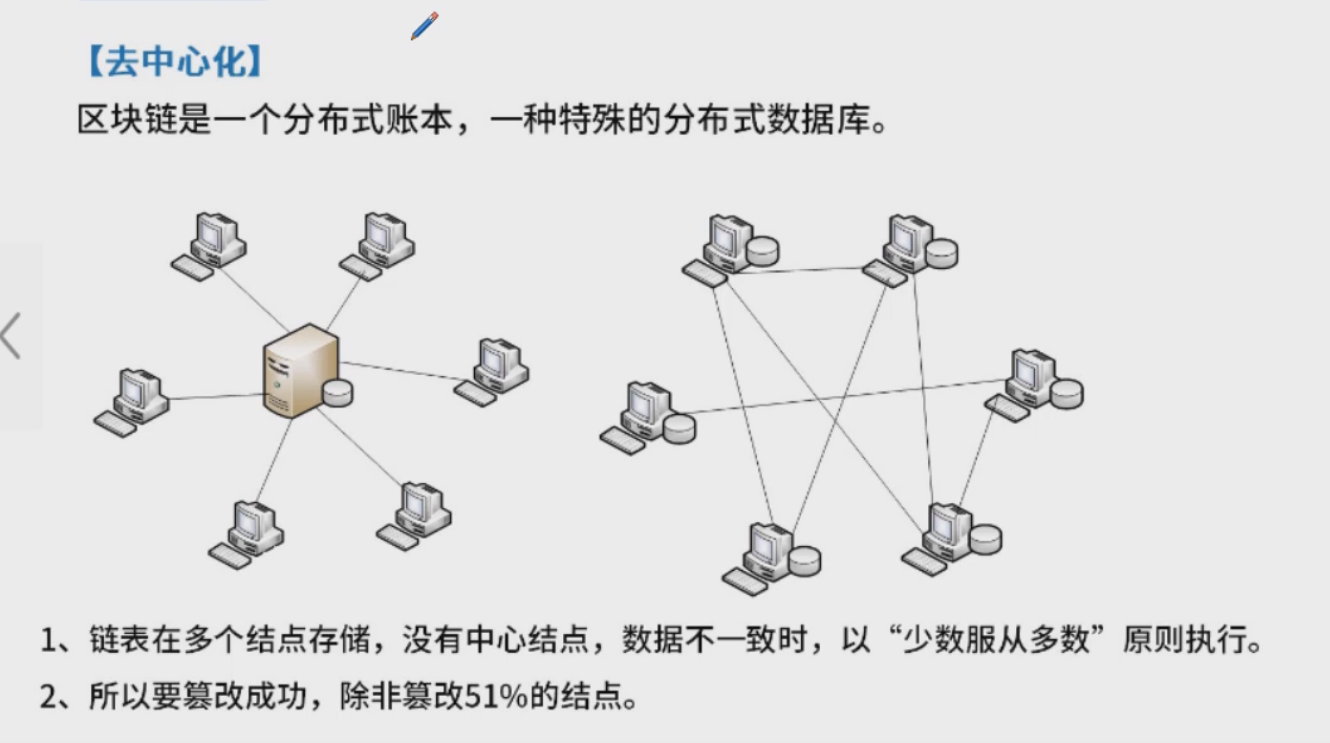 【去中心化】
区块链是一个分布式账本，一种特殊的分布式数据库。
1、链表在多个结点存储，没有中心结点，数据不一致时，以“少数服从多数”原则执行。
2、所以要篡改成功，除非篡改51%的结点。